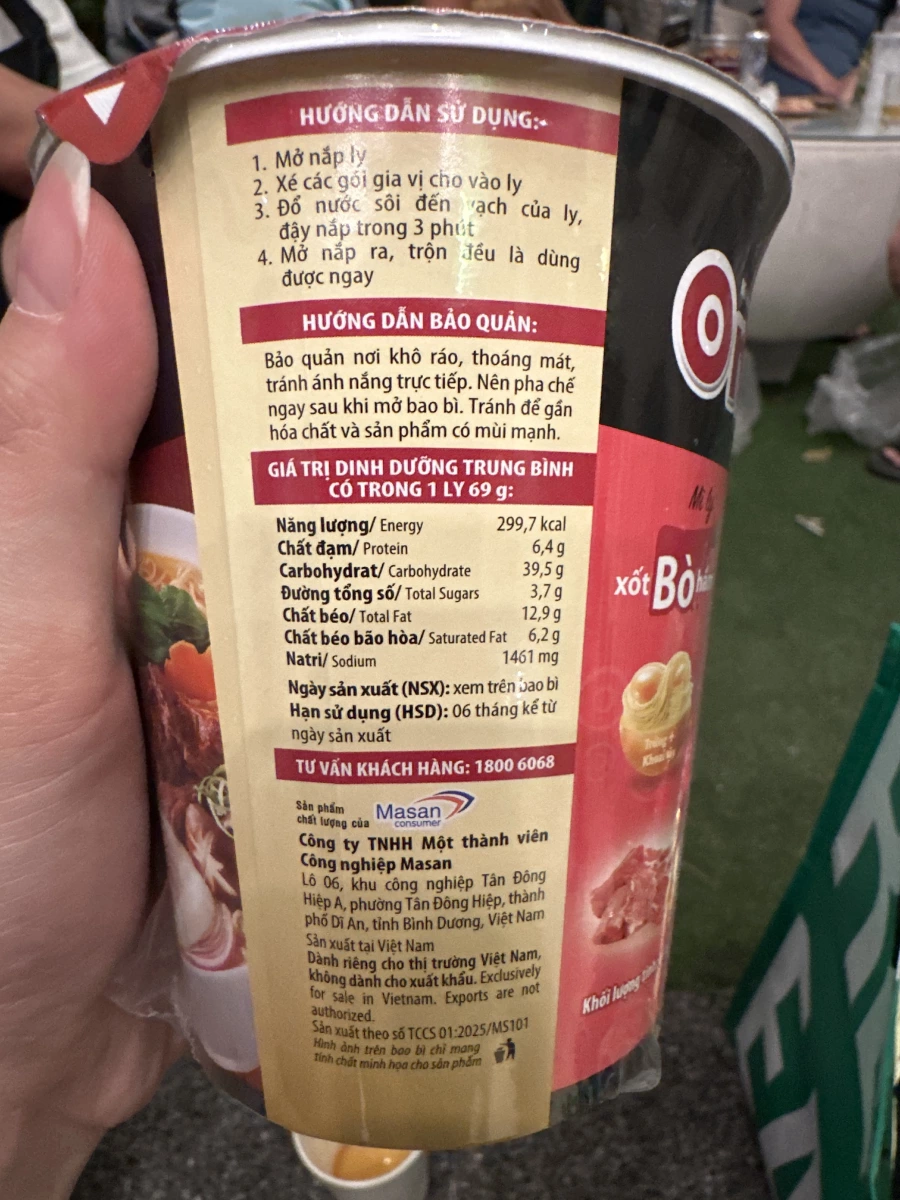 HƯỚNG DẪN SỬ DỤNG:
1. Mở nắp ly
2. Xé các gói gia vị cho vào ly
3. Đổ nước sôi đến vạch của ly,
đậy nắp trong 3 phút
4. Mở nắp ra, trộn đều là dùng
được ngay
HƯỚNG DẪN BẢO QUẢN:
Bảo quản nơi khô ráo, thoáng mát,
tránh ánh nắng trực tiếp. Nên pha chế
ngay sau khi mở bao bì. Tránh để gần
hóa chất và sản phẩm có mùi mạnh.
GIÁ TRỊ DINH DƯỠNG TRUNG BÌNH
CÓ TRONG 1 LY 69 g:
Năng lượng/ Energy 299,7 kcal
Chất đạm/ Protein 6,4 g
Carbohydrat/ Carbohydrate 39,5 g
Đường tổng số/ Total Sugars 3,7 g
Chất béo/ Total Fat 12,9 g
Chất béo bão hòa/ Saturated Fat 6,2 g
Natri/ Sodium 1461 mg
Ngày sản xuất (NSX): xem trên bao bì
Hạn sử dụng (HSD): 06 tháng kể từ
ngày sản xuất
TƯ VẤN KHÁCH HÀNG: 1800 6068
Sản phẩm
chất lượng của
Masan
consumer
Công ty TNHH Một thành viên
Công nghiệp Masan
Lô 06, khu công nghiệp Tân Đông
Hiệp A, phường Tân Đông Hiệp, thành
phố Dĩ An, tỉnh Bình Dương, Việt Nam
Sản xuất tại Việt Nam
Dành riêng cho thị trường Việt Nam,
không dành cho xuất khẩu. Exclusively
for sale in Vietnam. Exports are not
authorized.
Sản xuất theo số TCCS 01:2025/MS101
Hình ảnh trên bao bì chỉ mang
tính chất minh họa cho sản phẩm
O
Mì ly
xốt Bò
Trứng +
Khoai
Khối lượng